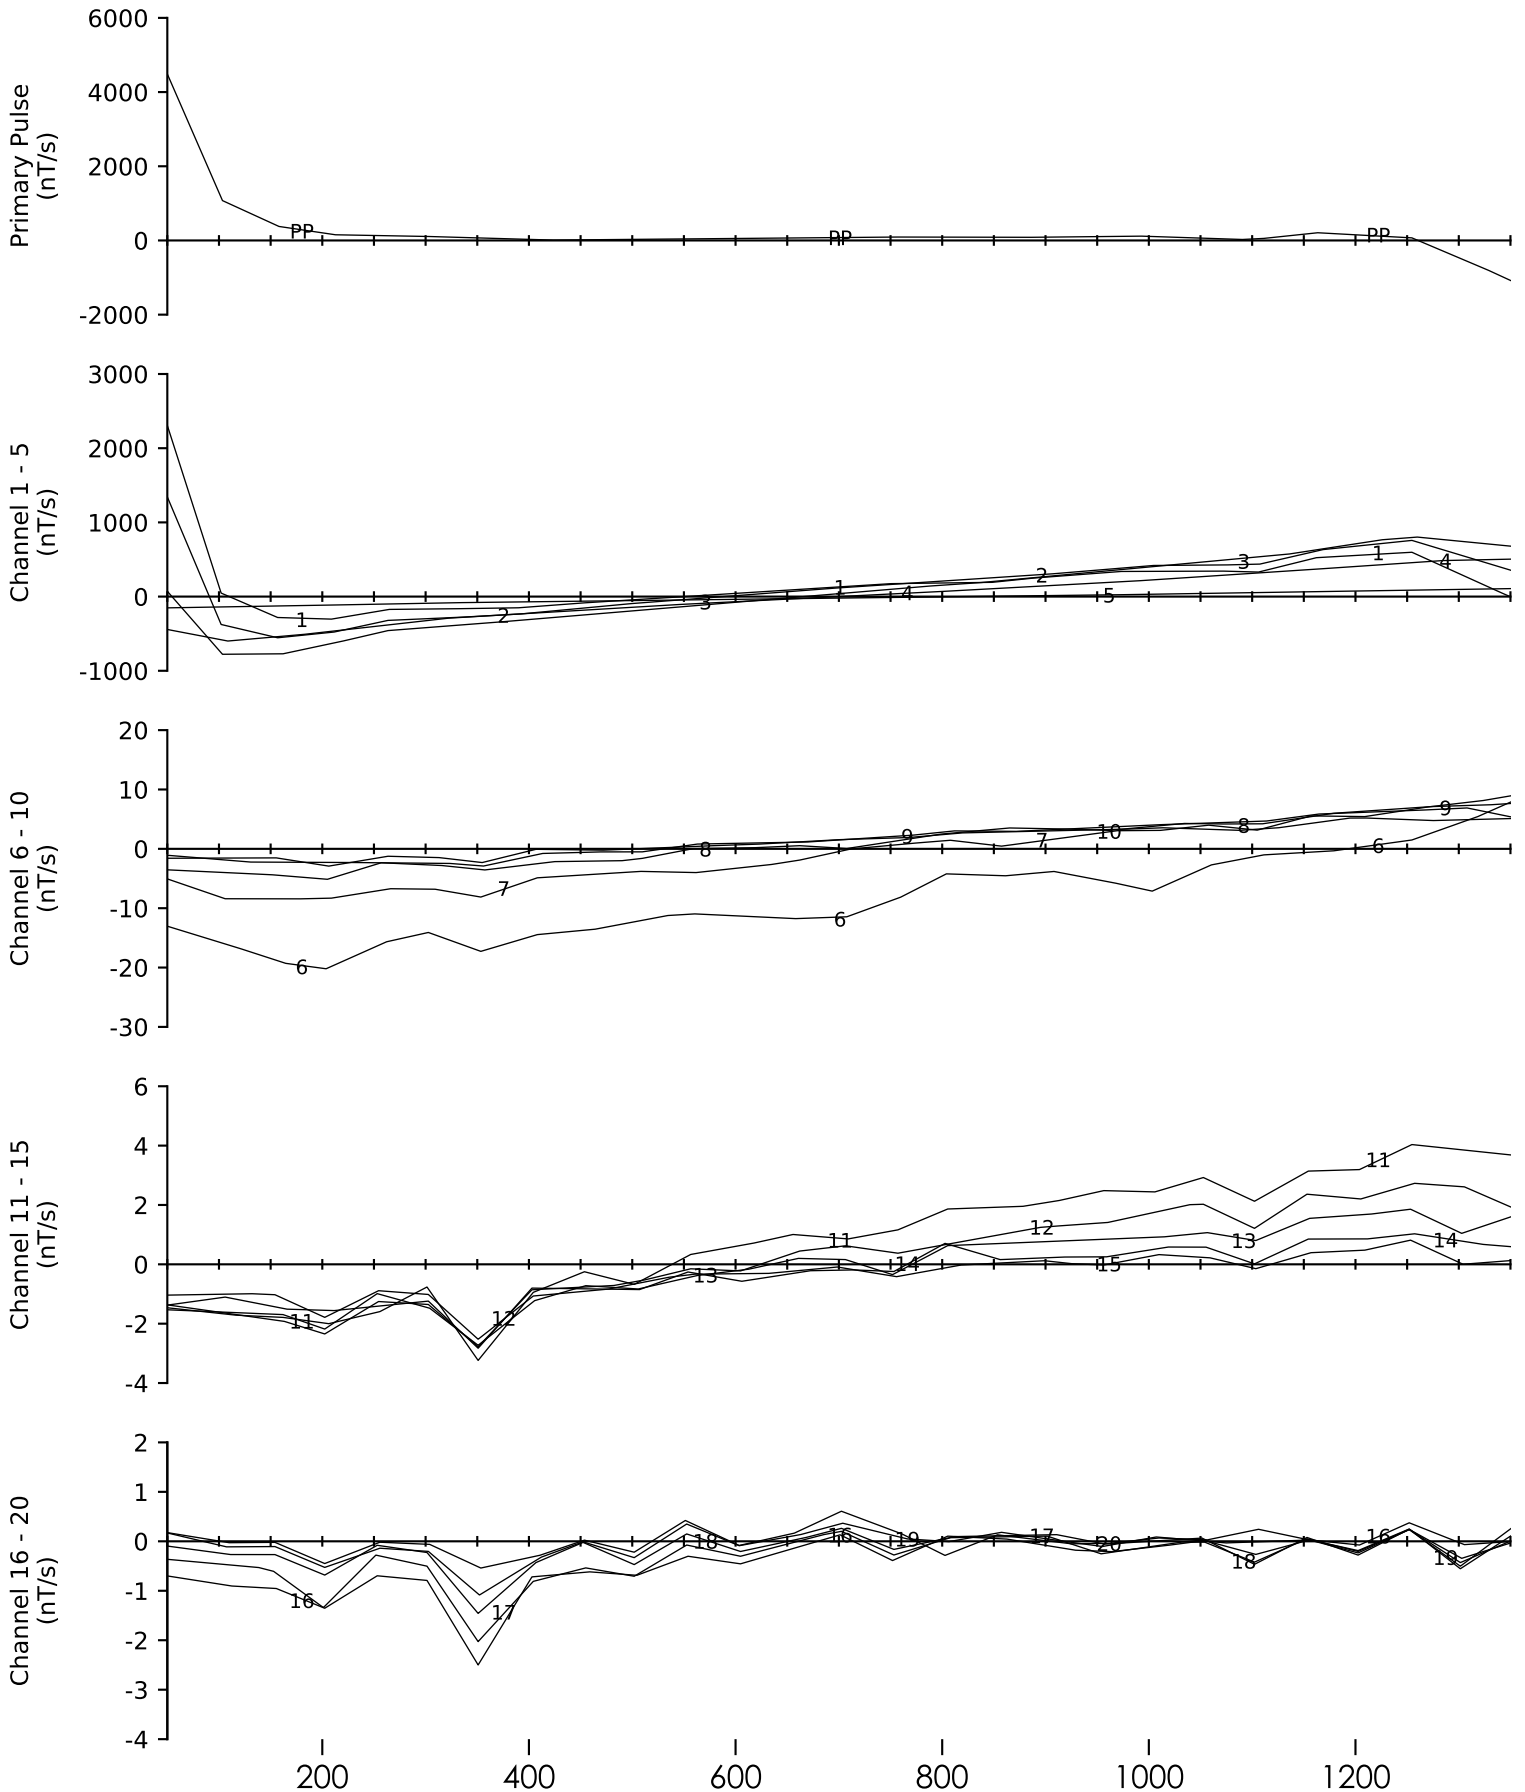 6000
4000
2000
0
-2000
Primary Pulse
(nT/s)
PP PP PP
3000
2000
1000
0
-1000
Channel 1 - 5
(nT/s)
1 2 3 1 4 2 5 3 1 4
20
10
0
-10
-20
-30
Channel 6 - 10
(nT/s)
6 7 8 6 9 7 10 8 6 9
6
4
2
0
-2
-4
Channel 11 - 15
(nT/s)
11 12 13 11 14 12 15 13 11 14
2
1
0
-1
-2
-3
-4
Channel 16 - 20
(nT/s)
16 17 18 16 19 17 20 18 16 19
200 400 600 800 1000 1200